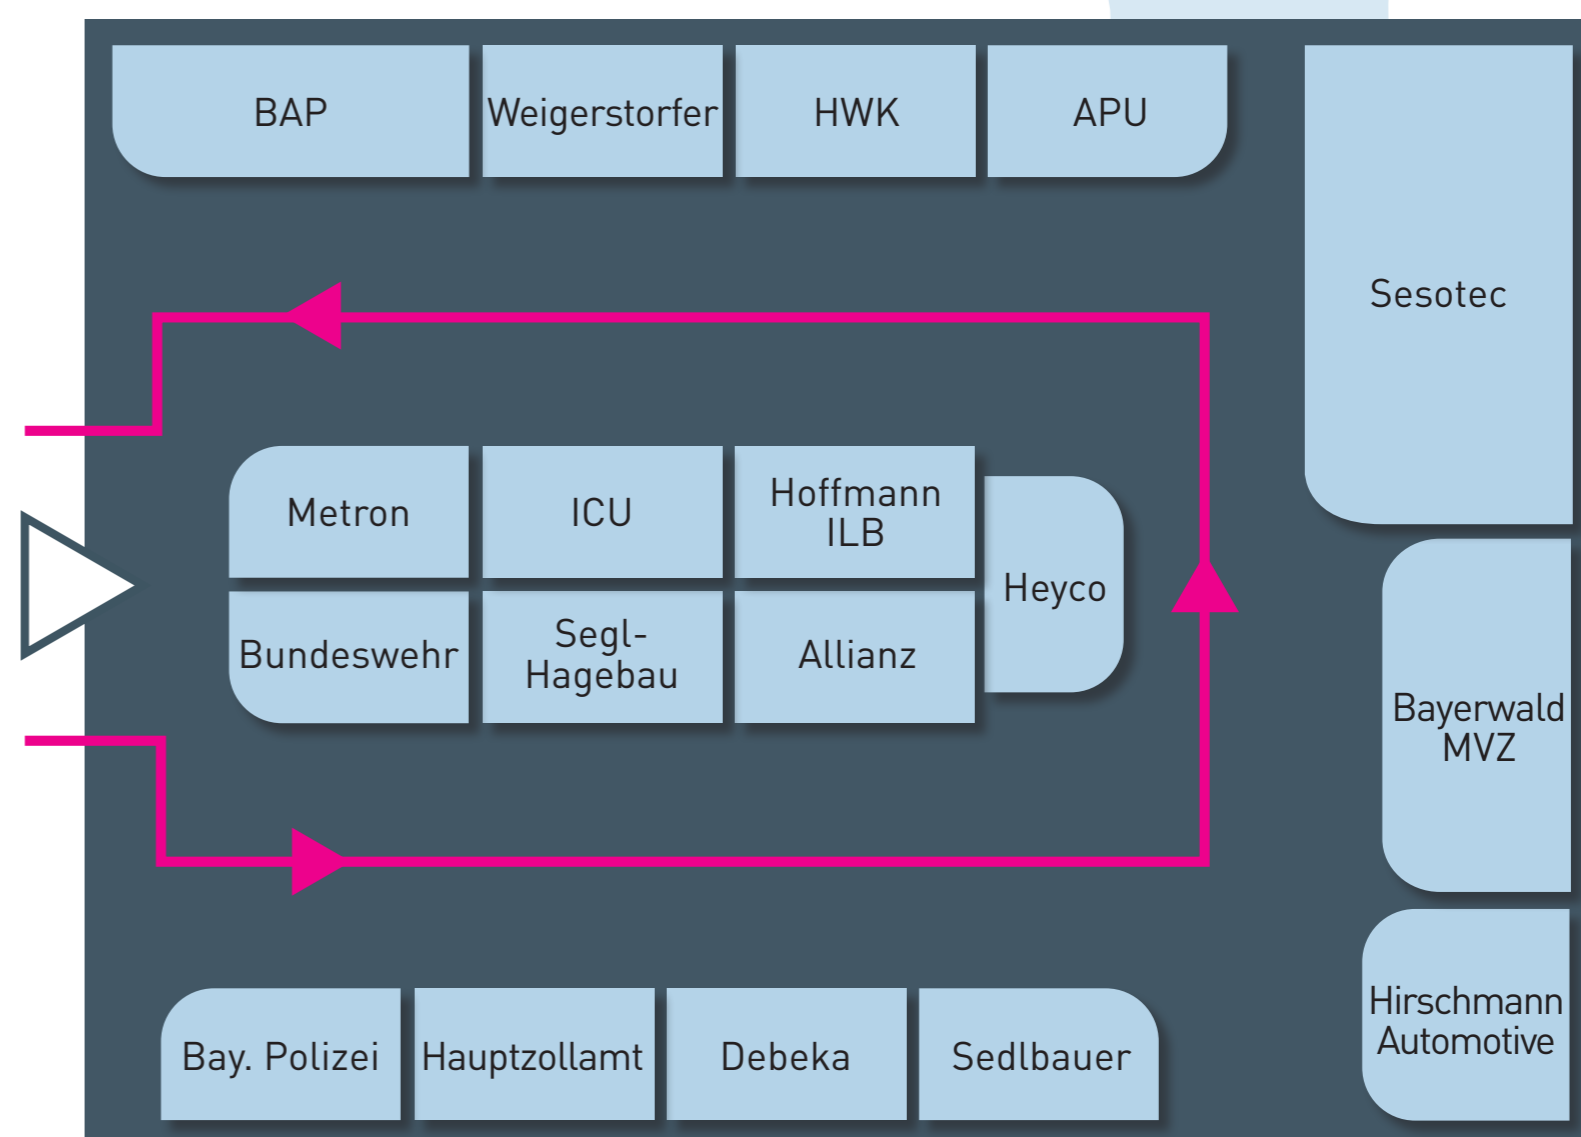 BAP
Weigerstorfer
HWK
APU
Sesotec
Metron
ICU
Hoffmann
ILB
Heyco
Bundeswehr
Segl-
Hagebau
Allianz
Bayerwald
MVZ
Hirschmann
Automotive
Bay. Polizei
Hauptzollamt
Debeka
Sedlbauer